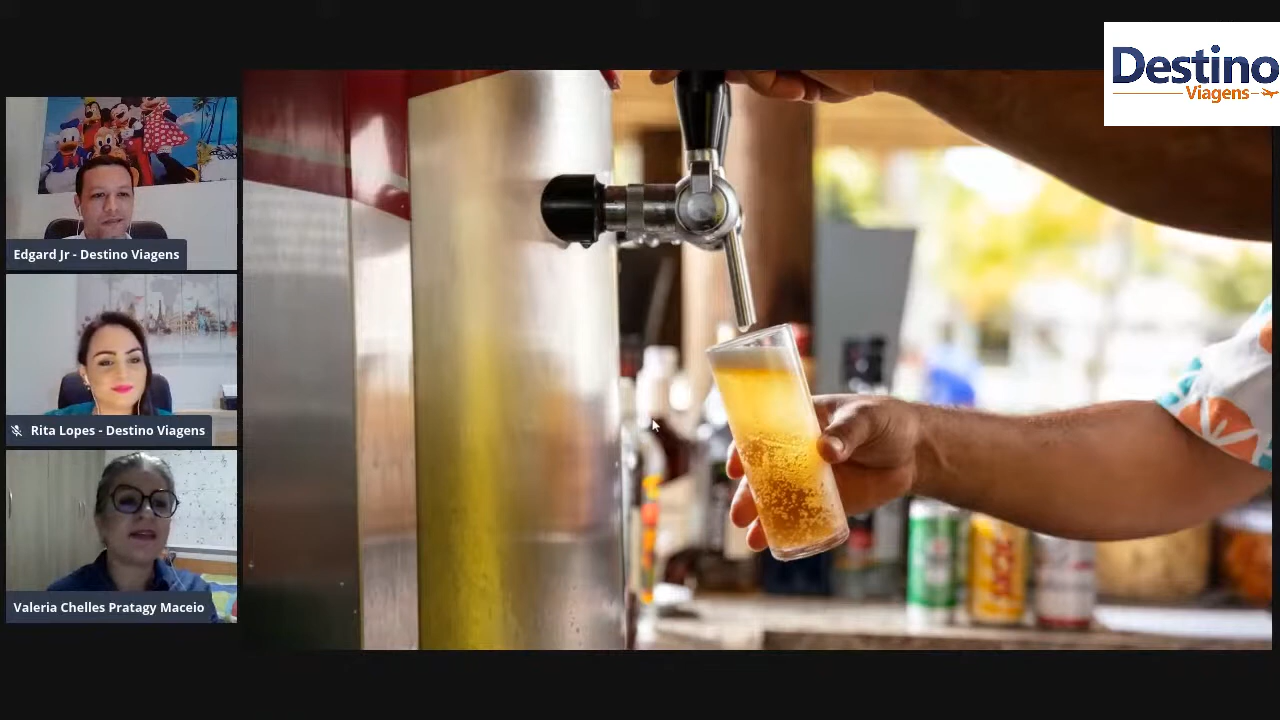 Destino
Viagens
Edgard Jr - Destino Viagens
Rita Lopes - Destino Viagens
Valeria Chelles Pratagy Maceio